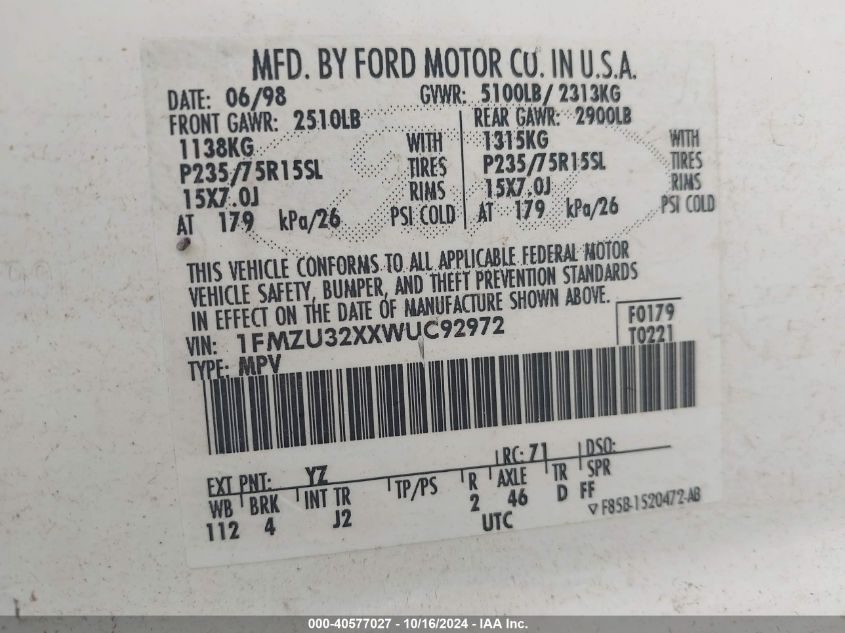 MFD. BY FORD MOTOR CO. IN U.S.A.
DATE: 06/98 GVWR: 5100LB/ 2313KG
FRONT GAWR: 2510LB REAR GAWR: 2900LB
1138KG WITH 1315KG WITH
P235/75R15SL TIRES P235/75R15SL TIRES
15X7.0J RIMS 15X7.0J RIMS
AT 179 kPa/26 PSI COLD AT 179 kPa/26 PSI COLD
THIS VEHICLE CONFORMS TO ALL APPLICABLE FEDERAL MOTOR
VEHICLE SAFETY, BUMPER, AND THEFT PREVENTION STANDARDS
IN EFFECT ON THE DATE OF MANUFACTURE SHOWN ABOVE.
VIN: 1FMZU32XXWUC92972 F0179
TYPE: MPV T0221
EXT PNT: YZ RC: 71 DSO:
WB BRK INT TR TP/PS R AXLE TR SPR
112 4 J2 2 46 D FF
UTC ▽ F85B-1520472-AB
000-40577027 - 10/16/2024 - IAA Inc.